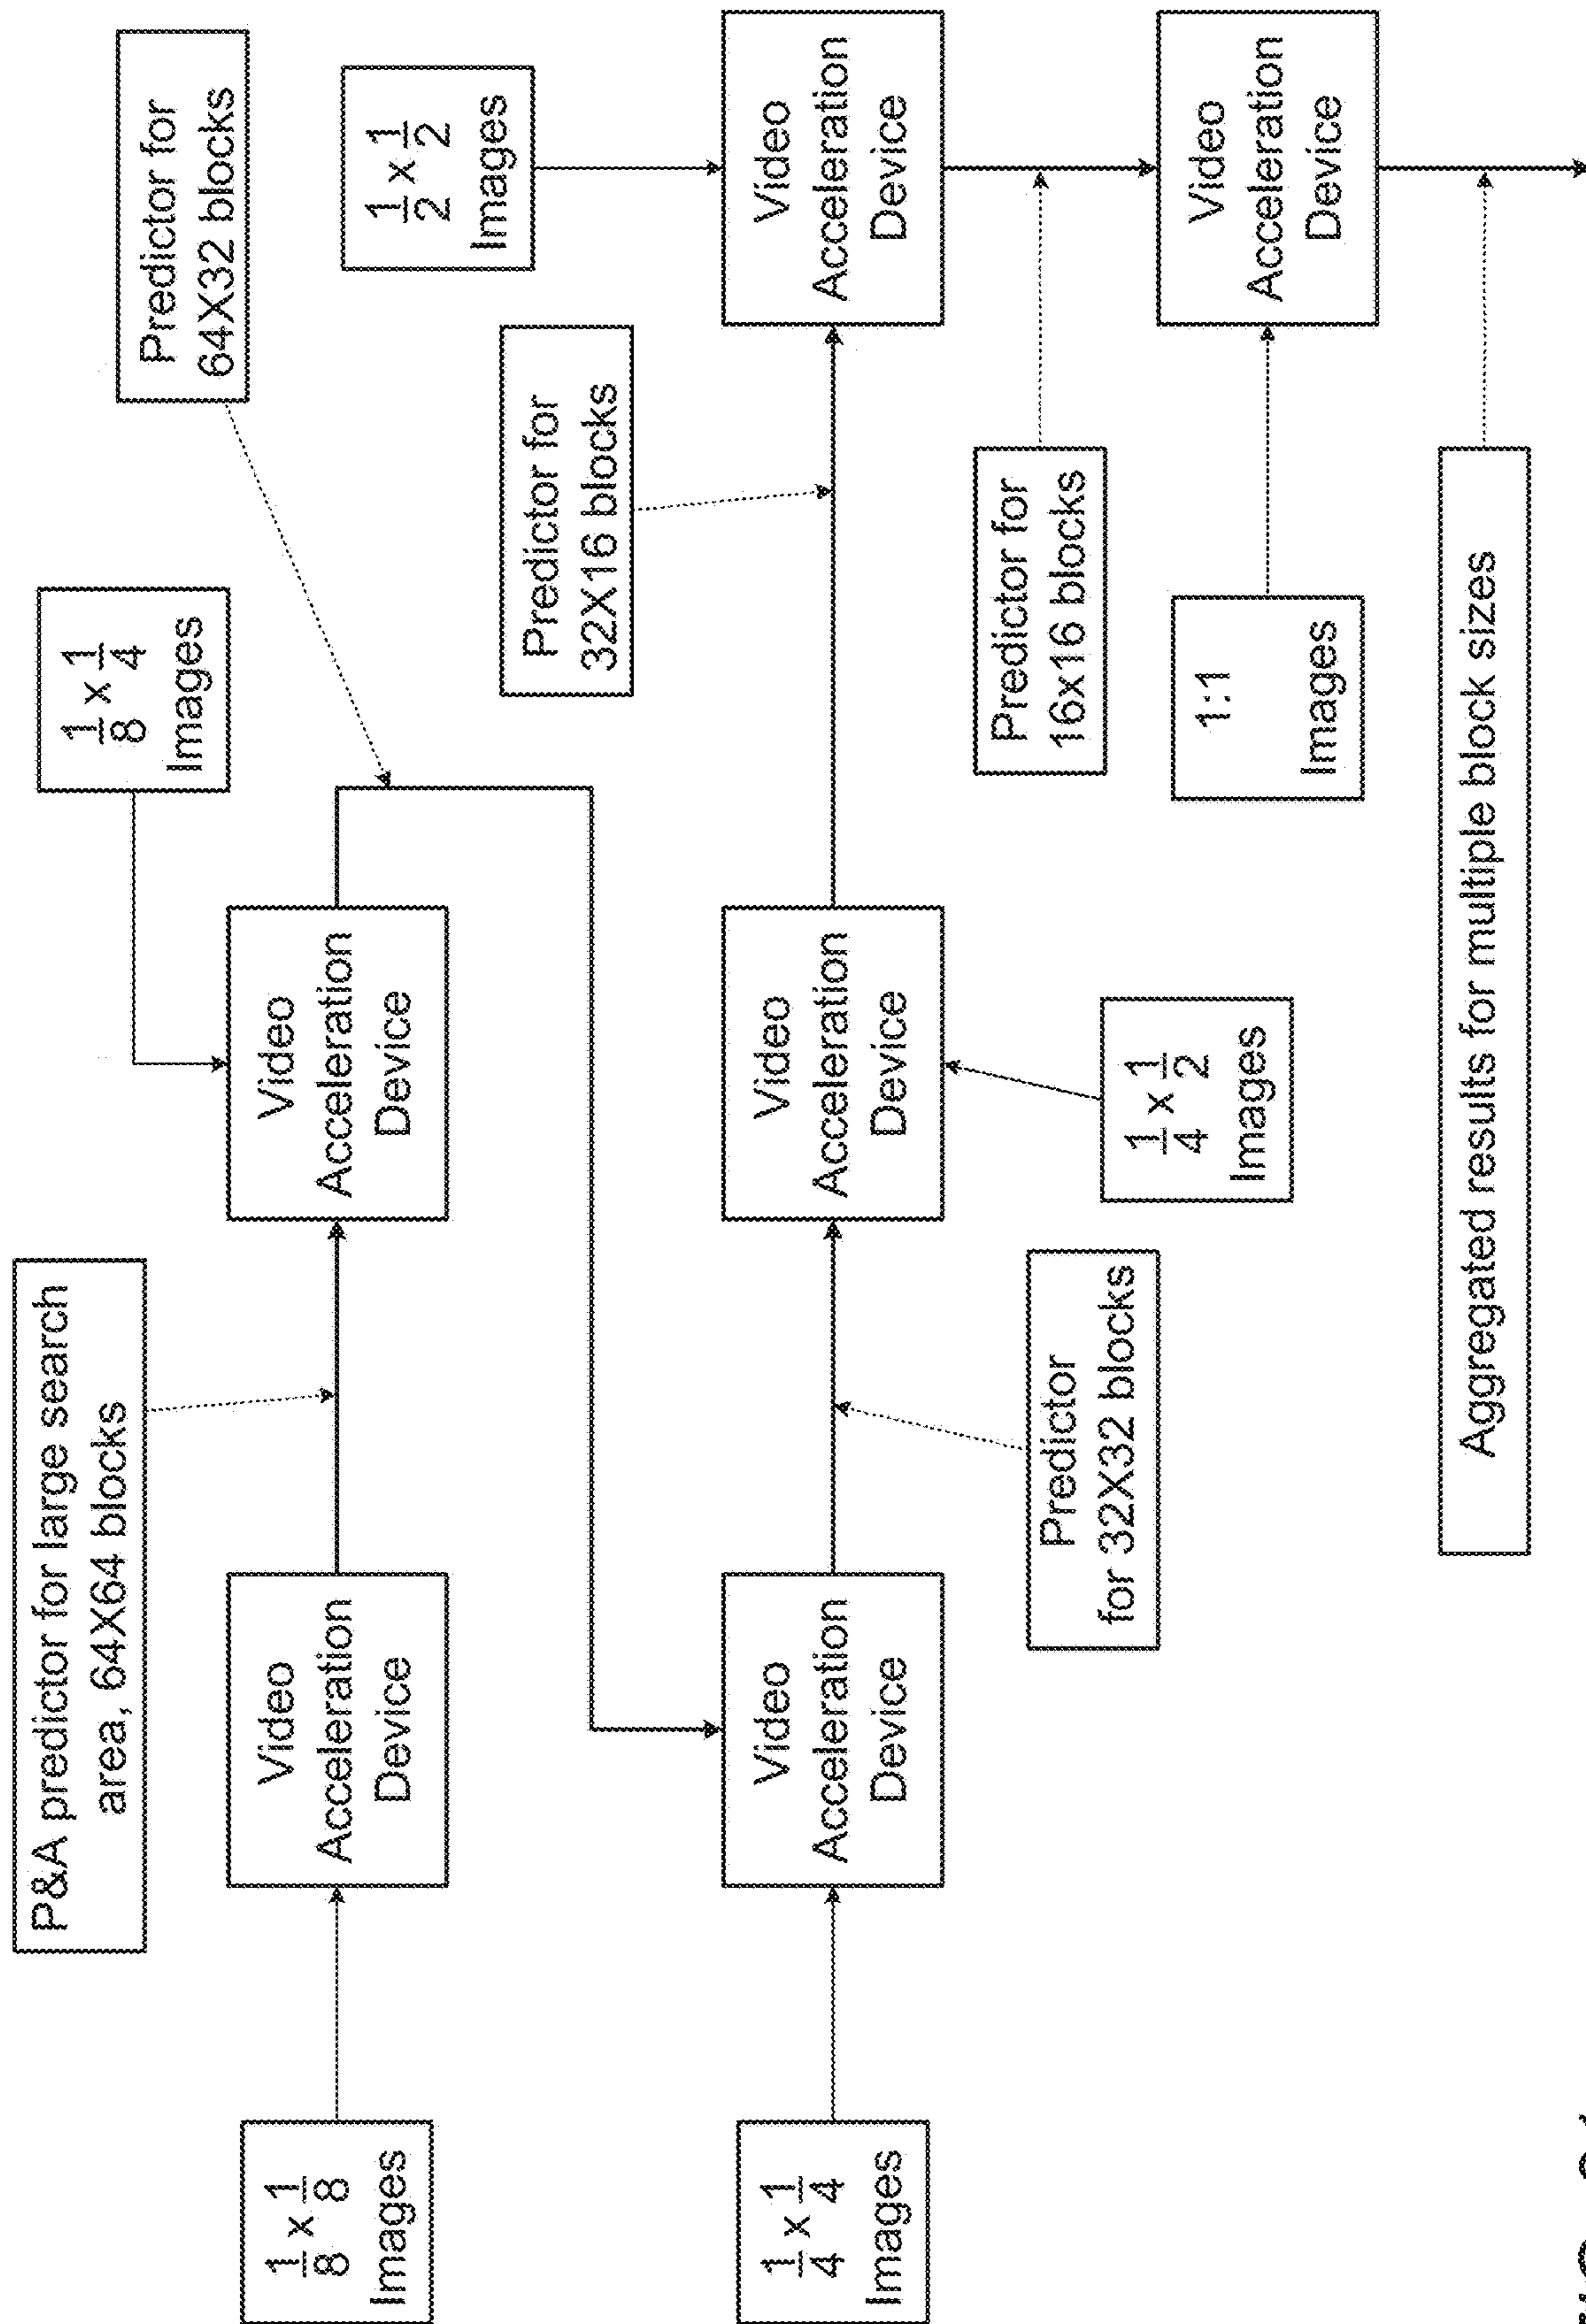 P&A predictor for large search
area, 64X64 blocks
1/8 x 1/4
Images
Predictor for
64X32 blocks
1/8 x 1/8
Images
Video
Acceleration
Device
Video
Acceleration
Device
1/2 x 1/2
Images
Predictor for
32X16 blocks
1/4 x 1/4
Images
Video
Acceleration
Device
Video
Acceleration
Device
Video
Acceleration
Device
Predictor
for 32X32 blocks
1/4 x 1/2
Images
Predictor for
16x16 blocks
1:1
Images
Video
Acceleration
Device
Aggregated results for multiple block sizes